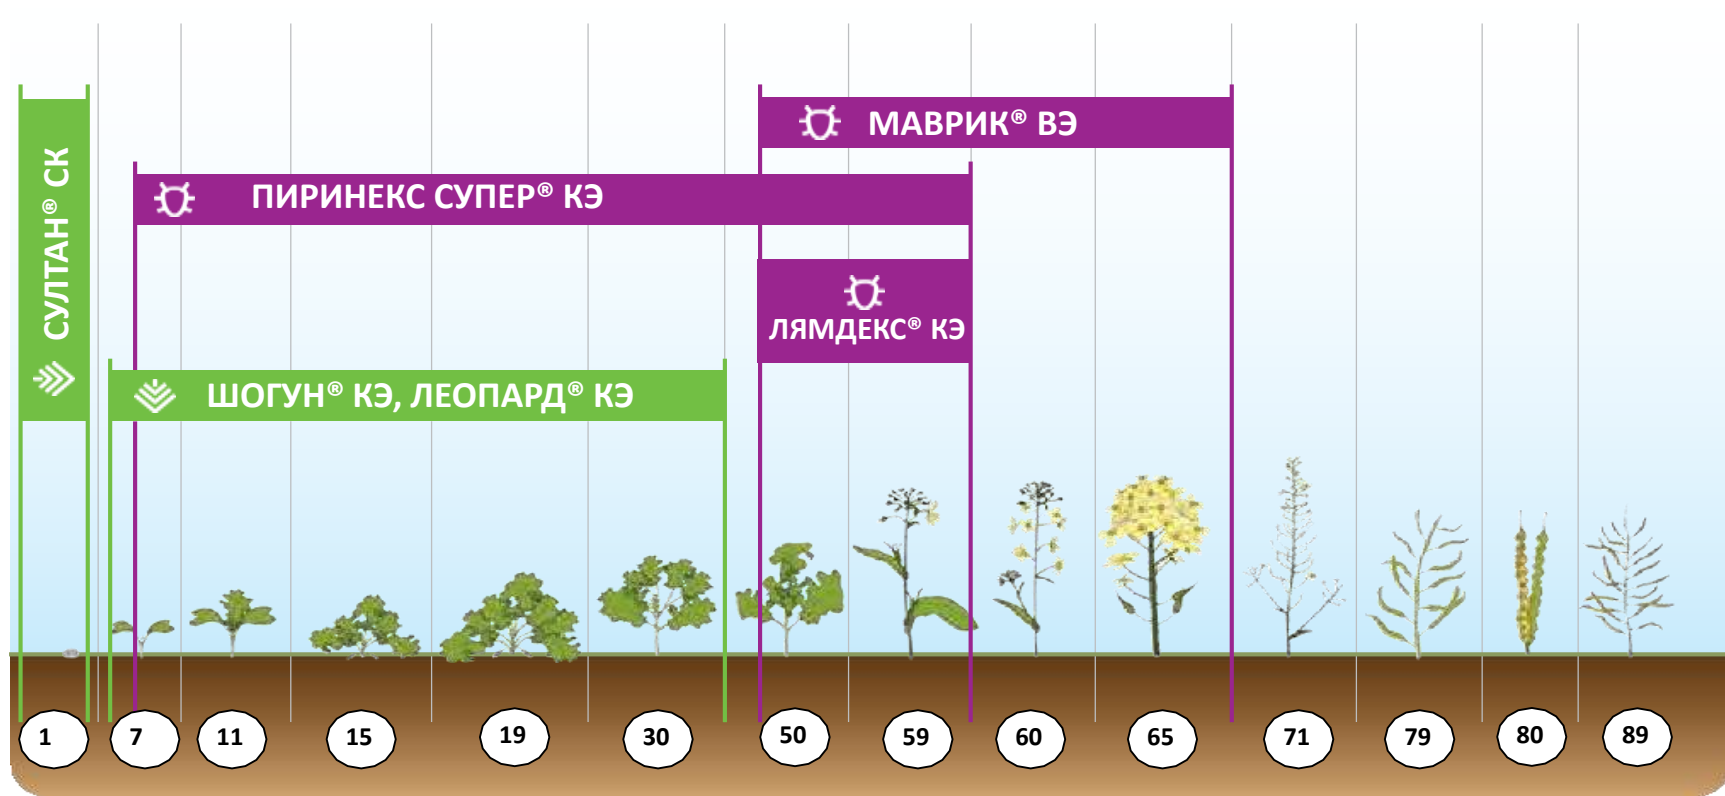 СУЛТАН® СК
МАВРИК® ВЭ
ПИРИНЕКС СУПЕР® КЭ
ЛЯМДЕКС® КЭ
ШОГУН® КЭ, ЛЕОПАРД® КЭ
1 7 11 15 19 30 50 59 60 65 71 79 80 89